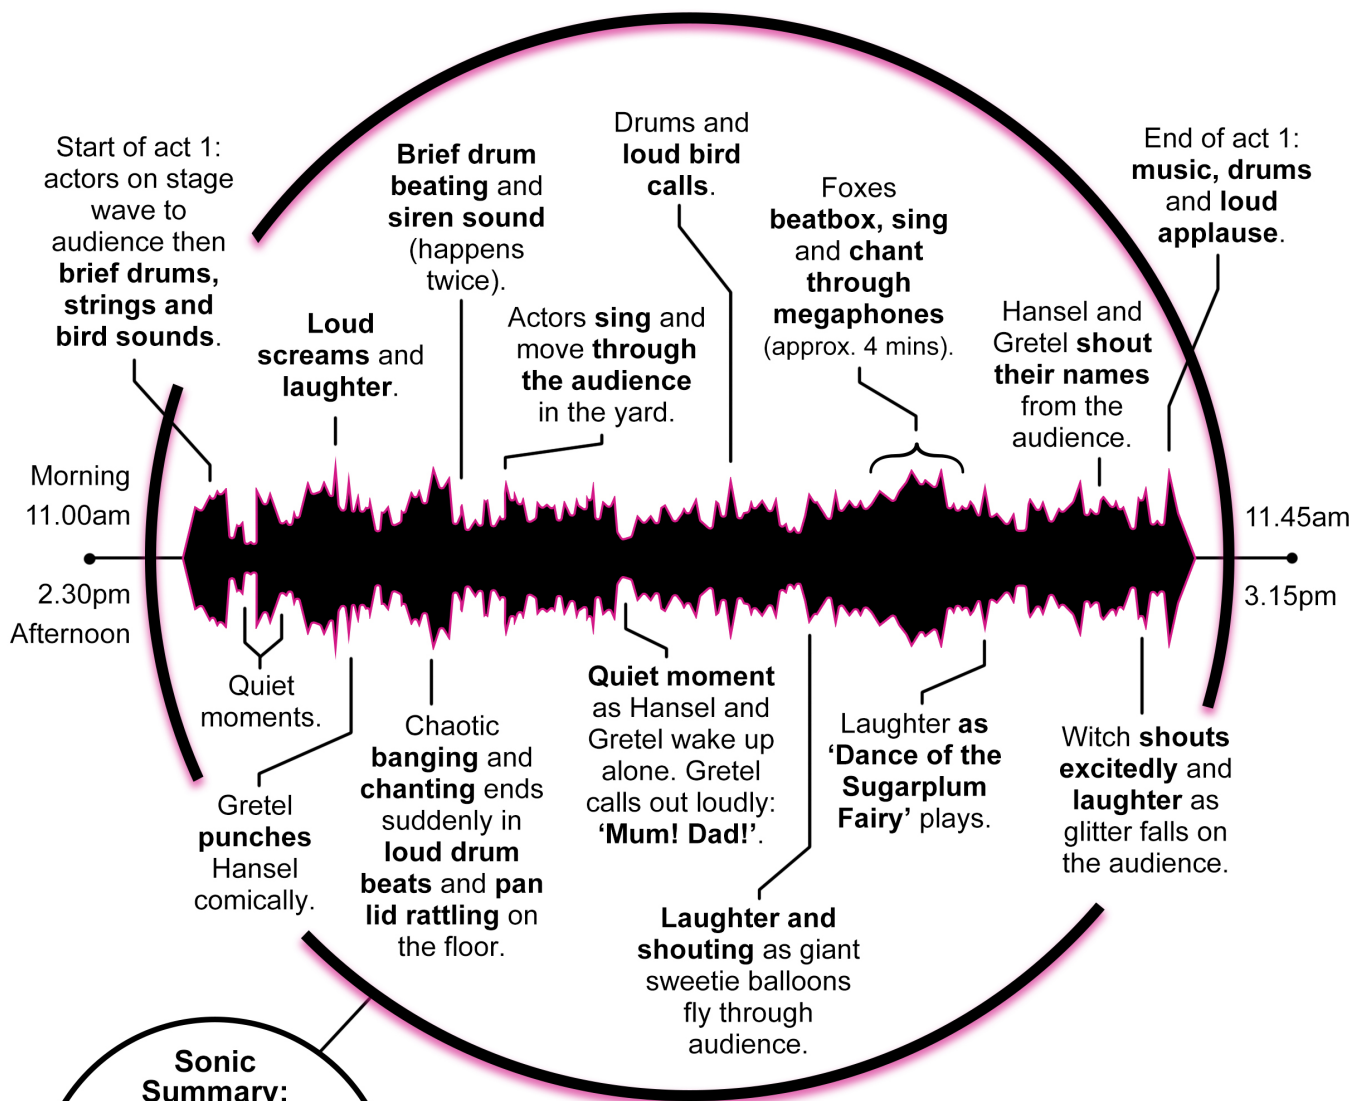 Start of act 1:
actors on stage
wave to
audience then
brief drums,
strings and
bird sounds.
Loud
screams and
laughter.
Brief drum
beating and
siren sound
(happens
twice).
Actors sing and
move through
the audience
in the yard.
Drums and
loud bird
calls.
Foxes
beatbox, sing
and chant
through
megaphones
(approx. 4 mins).
Hansel and
Gretel shout
their names
from the
audience.
End of act 1:
music, drums
and loud
applause.
Morning
11.00am
2.30pm
Afternoon
11.45am
3.15pm
Quiet
moments.
Gretel
punches
Hansel
comically.
Chaotic
banging and
chanting ends
suddenly in
loud drum
beats and pan
lid rattling on
the floor.
Quiet moment
as Hansel and
Gretel wake up
alone. Gretel
calls out loudly:
‘Mum! Dad!’.
Laughter and
shouting as giant
sweetie balloons
fly through
audience.
Laughter as
‘Dance of the
Sugarplum
Fairy’ plays.
Witch shouts
excitedly and
laughter as
glitter falls on
the audience.
Sonic
Summary: